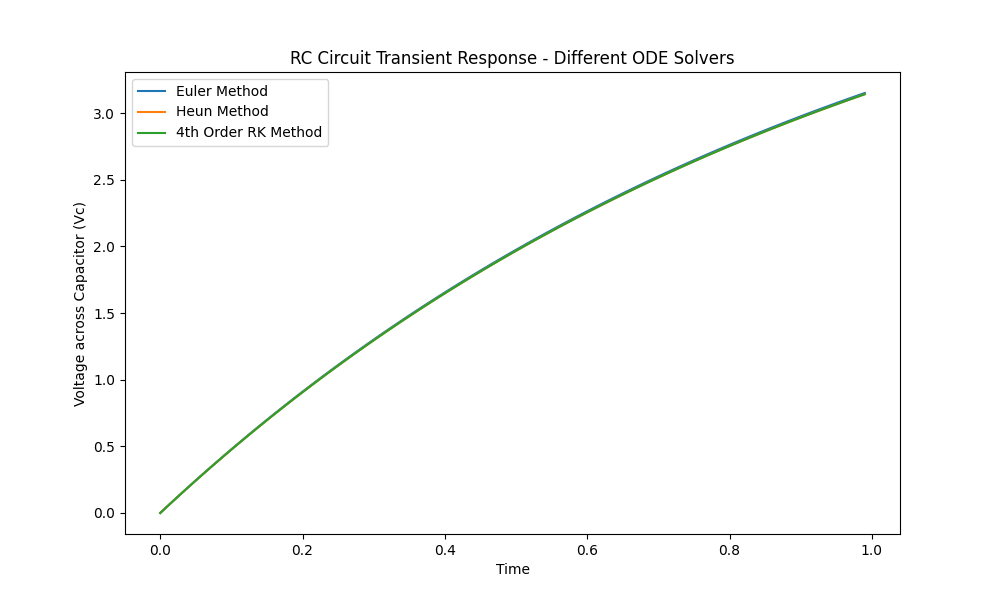 RC Circuit Transient Response - Different ODE Solvers
Euler Method
Heun Method
4th Order RK Method
Voltage across Capacitor (Vc)
3.0
2.5
2.0
1.5
1.0
0.5
0.0
0.0 0.2 0.4 0.6 0.8 1.0
Time